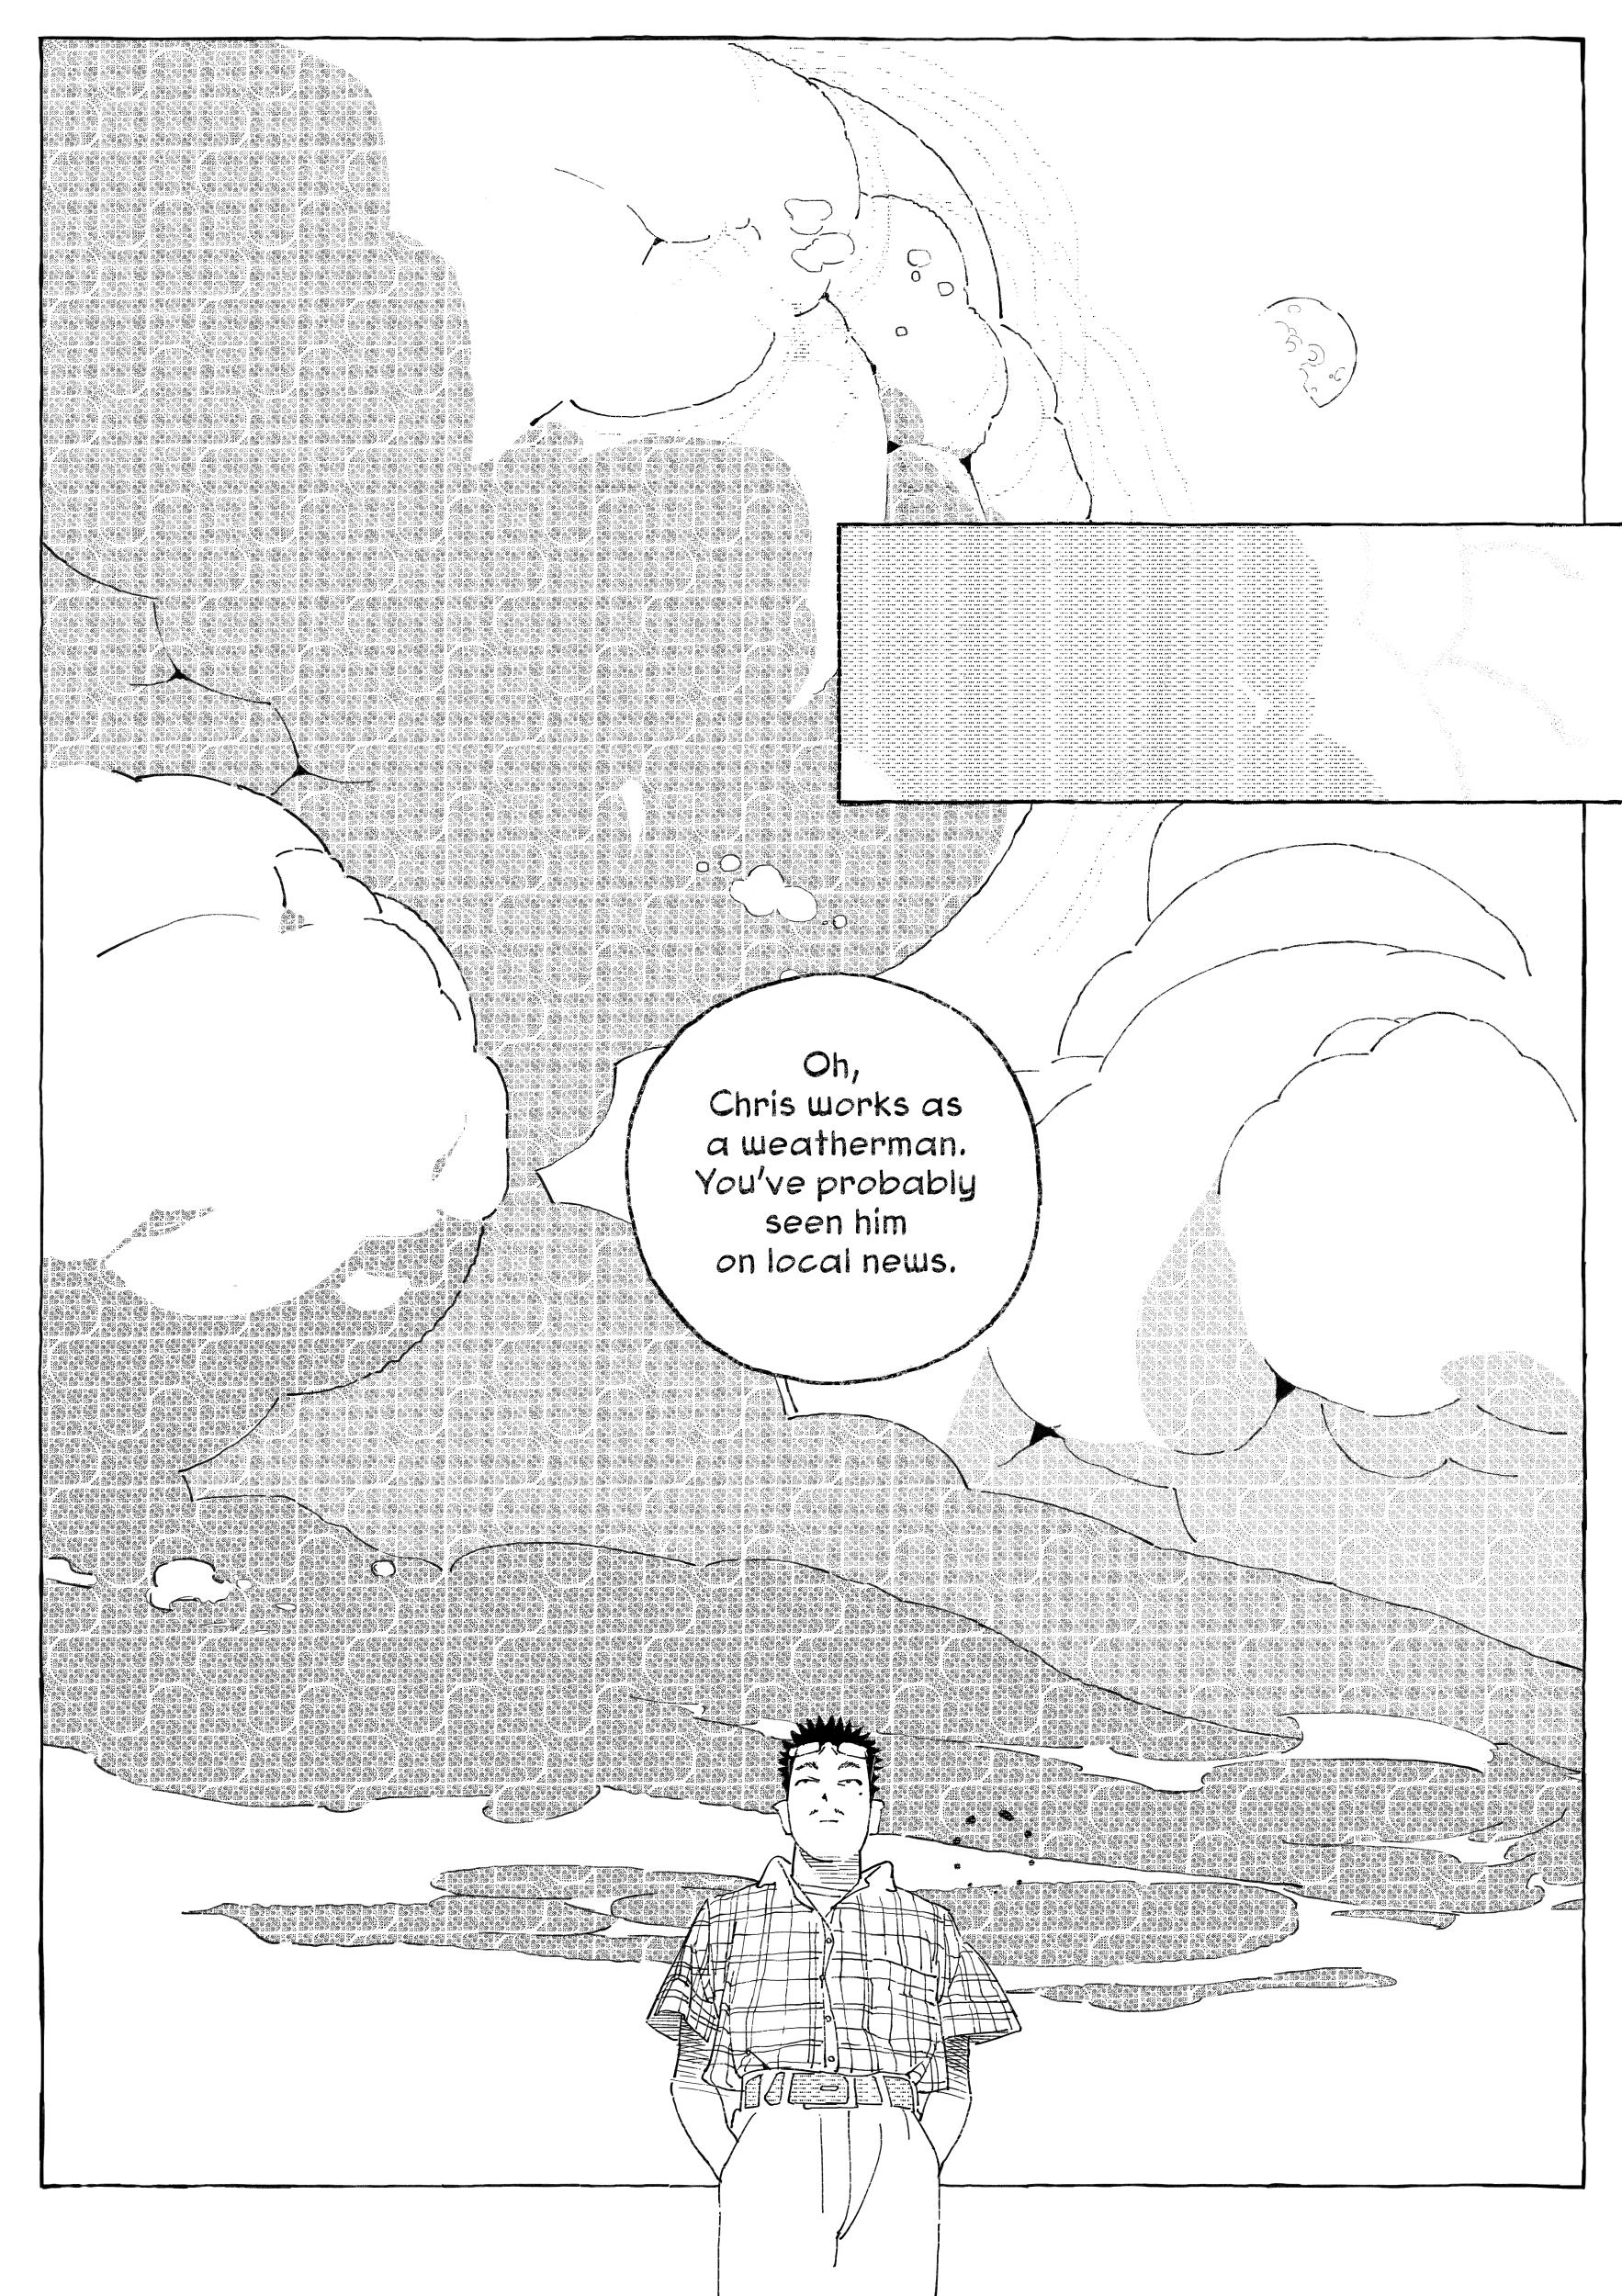 Oh,
Chris works as
a weatherman.
You've probably
seen him
on local news.